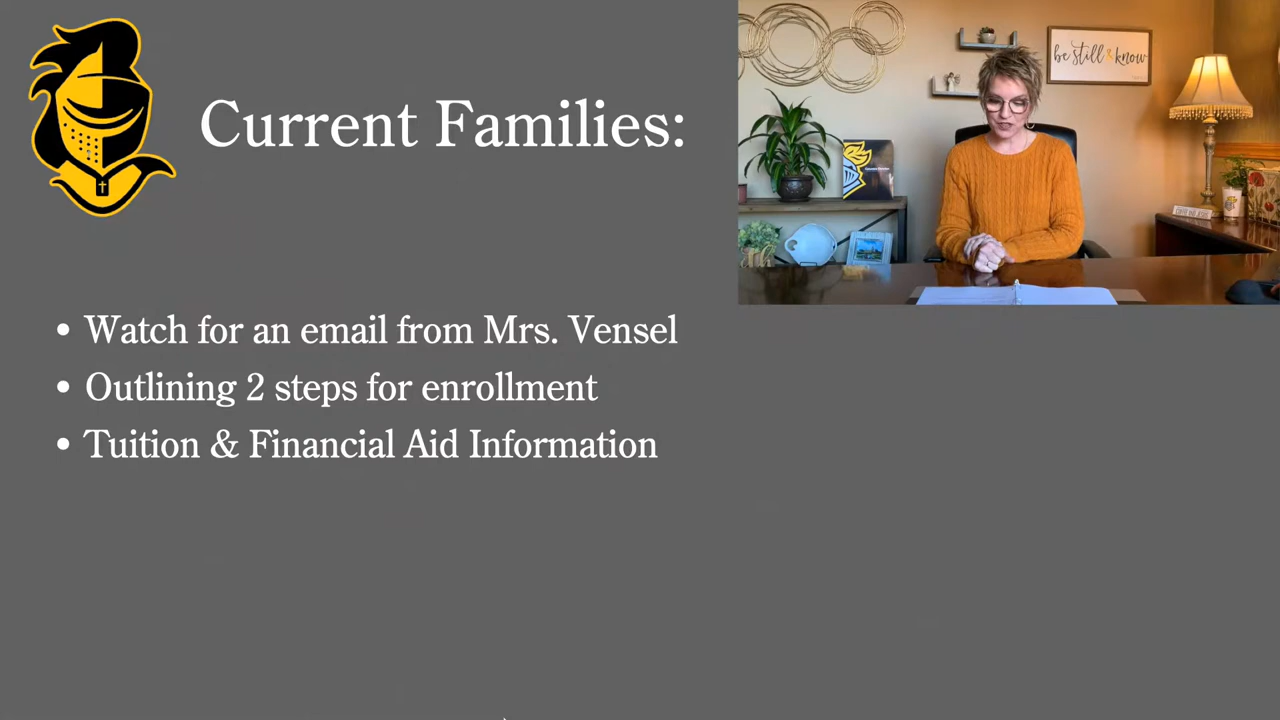 Current Families:
be still & know
• Watch for an email from Mrs. Vensel
• Outlining 2 steps for enrollment
• Tuition & Financial Aid Information